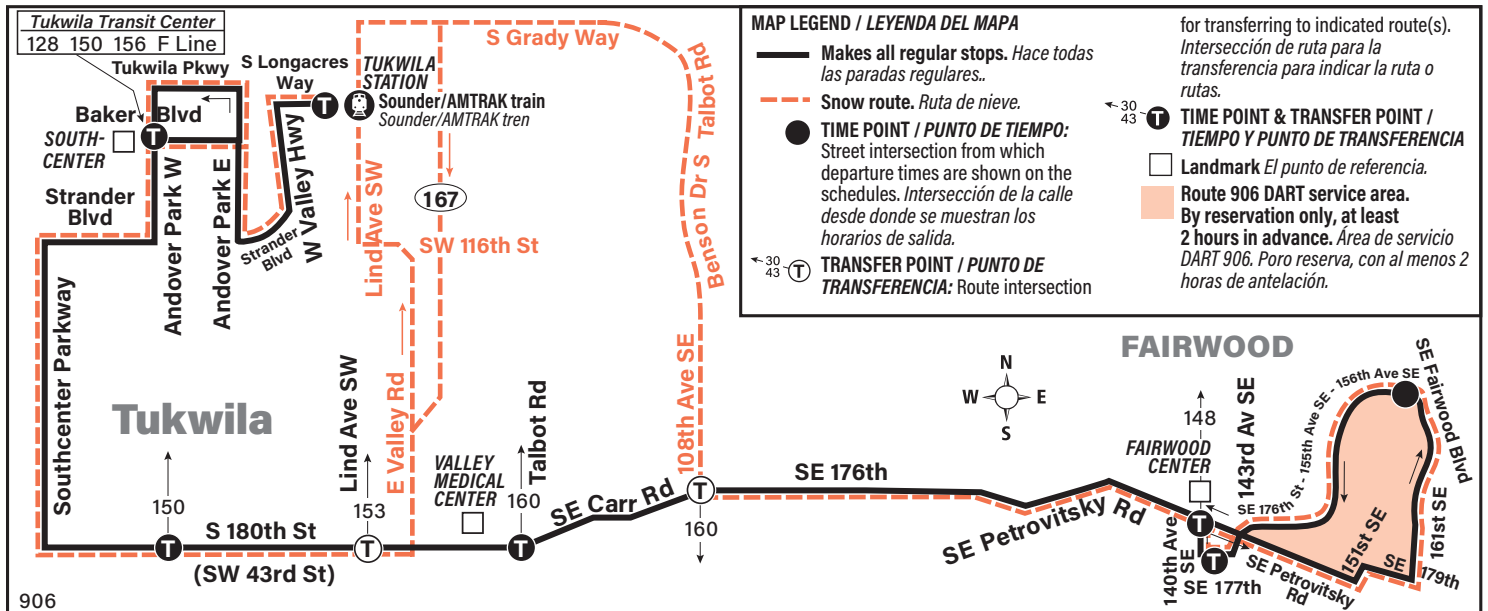 Tukwila Transit Center
128 150 156 F Line
Tukwila Pkwy
Baker Blvd
SOUTH-
CENTER
T
Strander
Blvd
Andover Park W
Andover Park E
S Longacres
Way
T
TUKWILA
STATION
Sounder/AMTRAK train
Sounder/AMTRAK tren
W Valley Hwy
Strander
Blvd
S Grady Way
167
Lind Ave SW
SW 116th St
Benson Dr S Talbot Rd
Southcenter Parkway
Tukwila
150
T
S 180th St
(SW 43rd St)
Lind Ave SW
153
T
E Valley Rd
VALLEY
MEDICAL
CENTER
Talbot Rd
160
T
SE Carr Rd
108th Ave SE
T
160
SE 176th
SE Petrovitsky Rd
N
W E
S
FAIRWOOD
148
FAIRWOOD
CENTER
T
143rd Av SE
140th Ave
SE
T
SE 177th
SE 176th St - 155th Ave SE - 156th Ave SE
SE Fairwood Blvd
161st SE
151st SE
SE 179th
SE Petrovitsky
Rd
906
MAP LEGEND / LEYENDA DEL MAPA
Makes all regular stops. Hace todas
las paradas regulares..
Snow route. Ruta de nieve.
TIME POINT / PUNTO DE TIEMPO:
Street intersection from which
departure times are shown on the
schedules. Intersección de la calle
desde donde se muestran los
horarios de salida.
30
43
T
TRANSFER POINT / PUNTO DE
TRANSFERENCIA: Route intersection
for transferring to indicated route(s).
Intersección de ruta para la
transferencia para indicar la ruta o
rutas.
30
43
T
TIME POINT & TRANSFER POINT /
TIEMPO Y PUNTO DE TRANSFERENCIA
Landmark El punto de referencia.
Route 906 DART service area.
By reservation only, at least
2 hours in advance. Área de servicio
DART 906. Poro reserva, con al menos 2
horas de antelación.